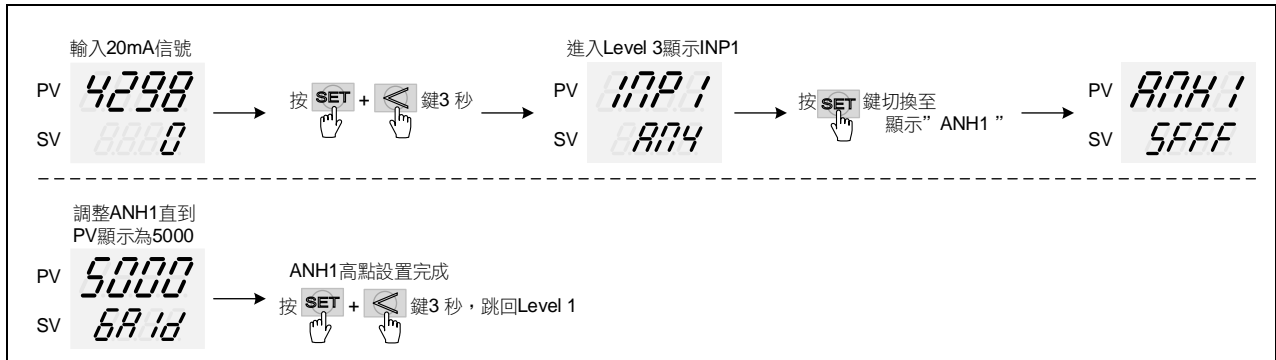 輸入20mA信號
PV 4298
SV 0
按 SET + < 鍵3 秒
進入Level 3顯示INP1
PV INP1
SV AN4
按 SET 鍵切換至
顯示” ANH1 ”
PV ANH1
SV 5FFF
調整ANH1直到
PV顯示為5000
PV 5000
SV 6A1d
ANH1高點設置完成
按 SET + < 鍵3 秒，跳回Level 1